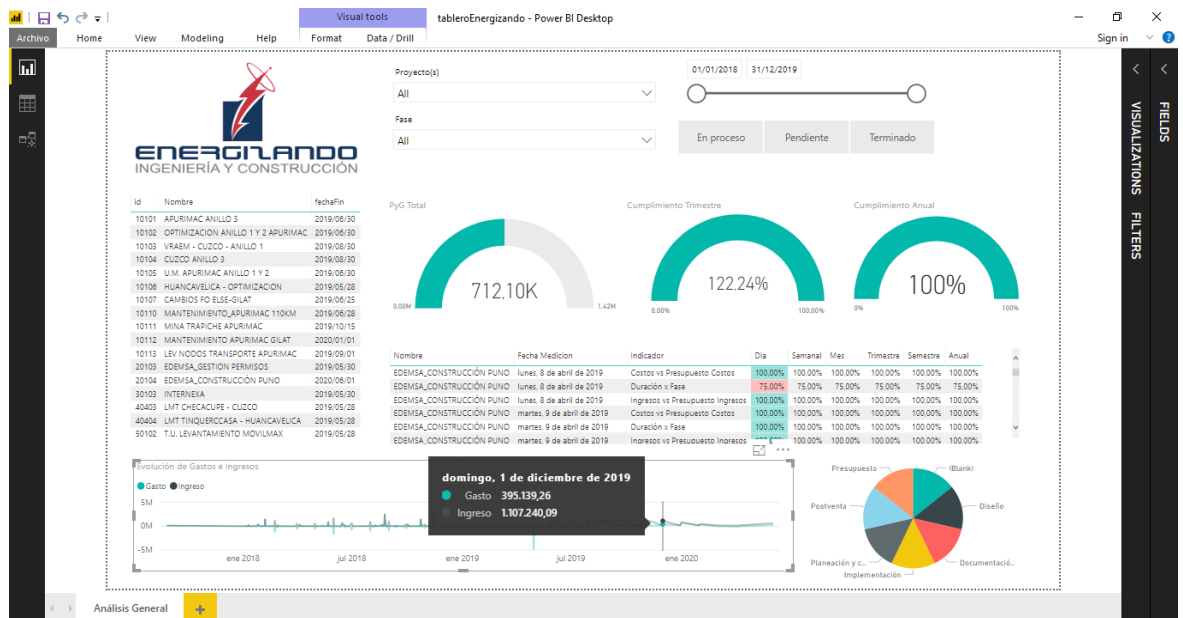 Visual tools
tableroEnergizando - Power BI Desktop
Archivo Home View Modeling Help Format Data / Drill Sign in
Proyecto(s)
All
Fase
All
01/01/2018 31/12/2019
En proceso Pendiente Terminado
VISUALIZATIONS
FILTERS
FIELDS
ENERGIZANDO
INGENIERÍA Y CONSTRUCCIÓN
id Nombre fechaFin
10101 APURIMAC ANILLO 3 2019/06/30
10102 OPTIMIZACION ANILLO 1 Y 2 APURIMAC 2019/06/30
10103 VRAEM - CUZCO - ANILLO 1 2019/08/30
10104 CUZCO ANILLO 3 2019/08/30
10105 U.M. APURIMAC ANILLO 1 Y 2 2019/06/30
10106 HUANCAVELICA - OPTIMIZACION 2019/05/28
10107 CAMBIOS FO ELSE-GILAT 2019/06/25
10110 MANTENIMIENTO_APURIMAC 110KM 2019/06/28
10111 MINA TRAPICHE APURIMAC 2019/10/15
10112 MANTENIMIENTO APURIMAC GILAT 2020/01/01
10113 LEV NODOS TRANSPORTE APURIMAC 2019/09/01
20103 EDEMSA_GESTION PERMISOS 2019/05/30
20104 EDEMSA_CONSTRUCCIÓN PUNO 2020/06/01
30103 INTERNEXA 2019/05/30
40403 LMT CHECACUPE - CUZCO 2019/05/28
40404 LMT TINQUERCCASA - HUANCAVELICA 2019/05/28
50102 T.U. LEVANTAMIENTO MOVILMAX 2019/05/28
PyG Total
712,10K
0,00M 1,42M
Cumplimiento Trimestre
122,24%
0,00% 100,00%
Cumplimiento Anual
100%
0% 100%
Nombre Fecha Medicion Indicador Dia Semanal Mes Trimestre Semestre Anual
EDEMSA_CONSTRUCCIÓN PUNO lunes, 8 de abril de 2019 Costos vs Presupuesto Costos 100,00% 100,00% 100,00% 100,00% 100,00% 100,00%
EDEMSA_CONSTRUCCIÓN PUNO lunes, 8 de abril de 2019 Duración x Fase 75,00% 75,00% 75,00% 75,00% 75,00% 75,00%
EDEMSA_CONSTRUCCIÓN PUNO lunes, 8 de abril de 2019 Ingresos vs Presupuesto Ingresos 100,00% 100,00% 100,00% 100,00% 100,00% 100,00%
EDEMSA_CONSTRUCCIÓN PUNO martes, 9 de abril de 2019 Costos vs Presupuesto Costos 100,00% 100,00% 100,00% 100,00% 100,00% 100,00%
EDEMSA_CONSTRUCCIÓN PUNO martes, 9 de abril de 2019 Duración x Fase 100,00% 100,00% 100,00% 100,00% 100,00% 100,00%
EDEMSA_CONSTRUCCIÓN PUNO martes, 9 de abril de 2019 Ingresos vs Presupuesto Ingresos 100,00% 100,00% 100,00% 100,00% 100,00%
Evolución de Gastos e Ingresos
Gasto Ingreso
5M
0M
-5M
ene 2018 jul 2018 ene 2019 jul 2019 ene 2020
domingo, 1 de diciembre de 2019
Gasto 395.139,26
Ingreso 1.107.240,09
Presupuesto (Blank)
Postventa Diseño
Planeación y c... Documentació...
Implementación
Análisis General